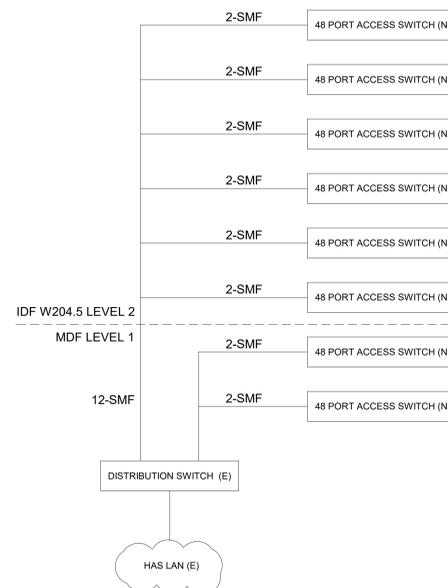 2-SMF
48 PORT ACCESS SWITCH (N
2-SMF
48 PORT ACCESS SWITCH (N
2-SMF
48 PORT ACCESS SWITCH (N
2-SMF
48 PORT ACCESS SWITCH (N
2-SMF
48 PORT ACCESS SWITCH (N
2-SMF
48 PORT ACCESS SWITCH (N
IDF W204.5 LEVEL 2
MDF LEVEL 1
2-SMF
48 PORT ACCESS SWITCH (N
12-SMF
2-SMF
48 PORT ACCESS SWITCH (N
DISTRIBUTION SWITCH (E)
HAS LAN (E)